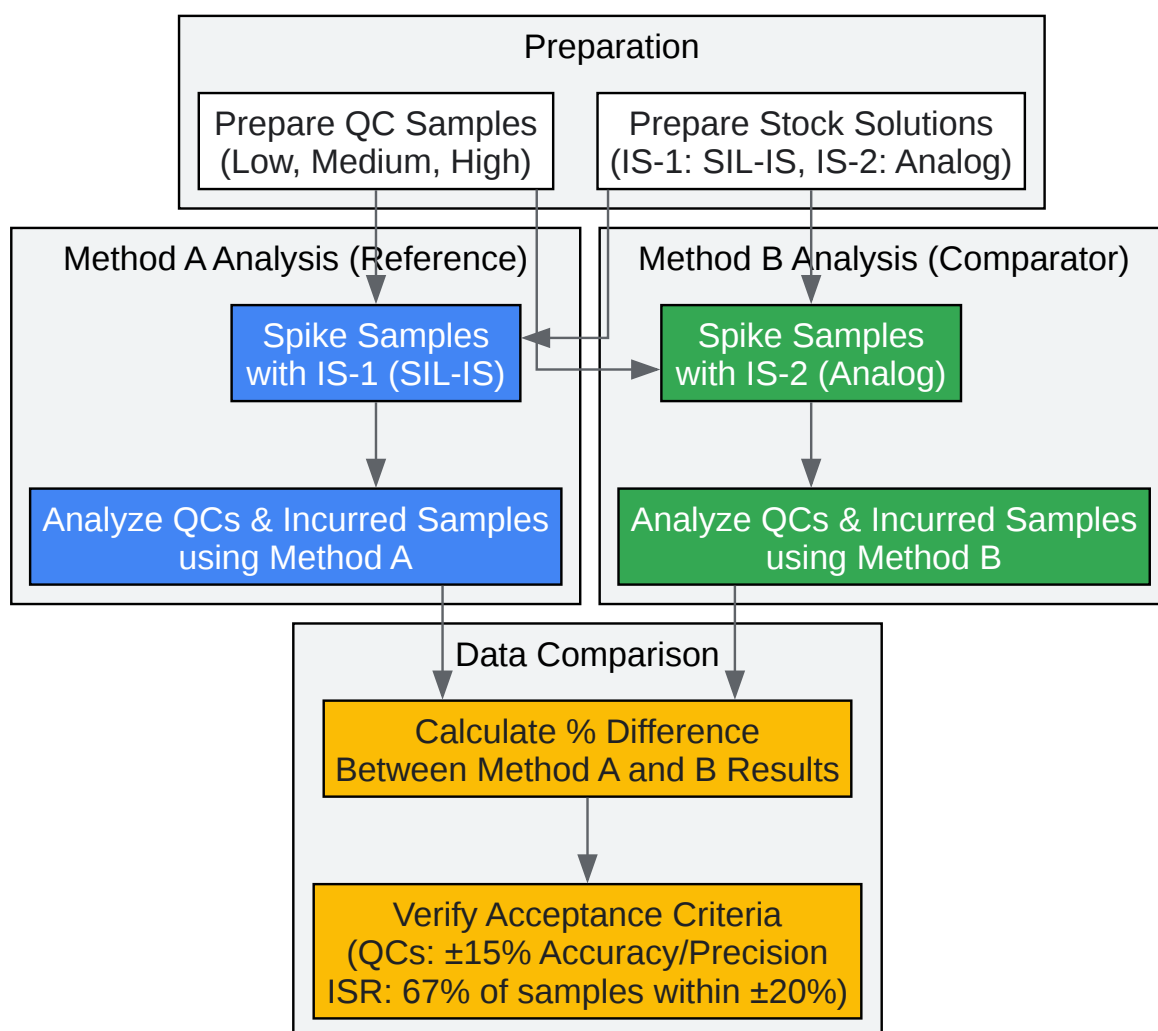 Preparation
Prepare QC Samples
(Low, Medium, High)
Prepare Stock Solutions
(IS-1: SIL-IS, IS-2: Analog)
Method A Analysis (Reference)
Method B Analysis (Comparator)
Spike Samples
with IS-1 (SIL-IS)
Spike Samples
with IS-2 (Analog)
Analyze QCs & Incurred Samples
using Method A
Analyze QCs & Incurred Samples
using Method B
Data Comparison
Calculate % Difference
Between Method A and B Results
Verify Acceptance Criteria
(QCs: ±15% Accuracy/Precision
ISR: 67% of samples within ±20%)